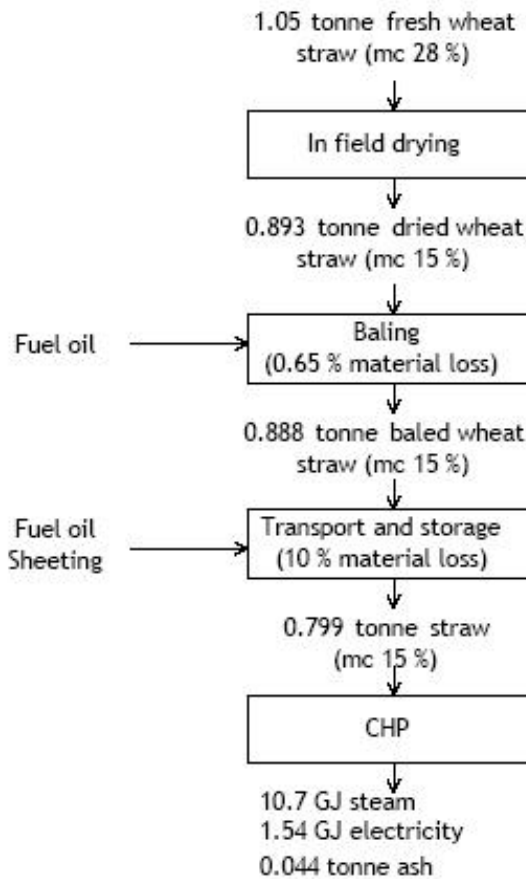 1.05 tonne fresh wheat
straw (mc 28 %)
In field drying
0.893 tonne dried wheat
straw (mc 15 %)
Fuel oil
Baling
(0.65 % material loss)
0.888 tonne baled wheat
straw (mc 15 %)
Fuel oil
Sheeting
Transport and storage
(10 % material loss)
0.799 tonne straw
(mc 15 %)
CHP
10.7 GJ steam
1.54 GJ electricity
0.044 tonne ash